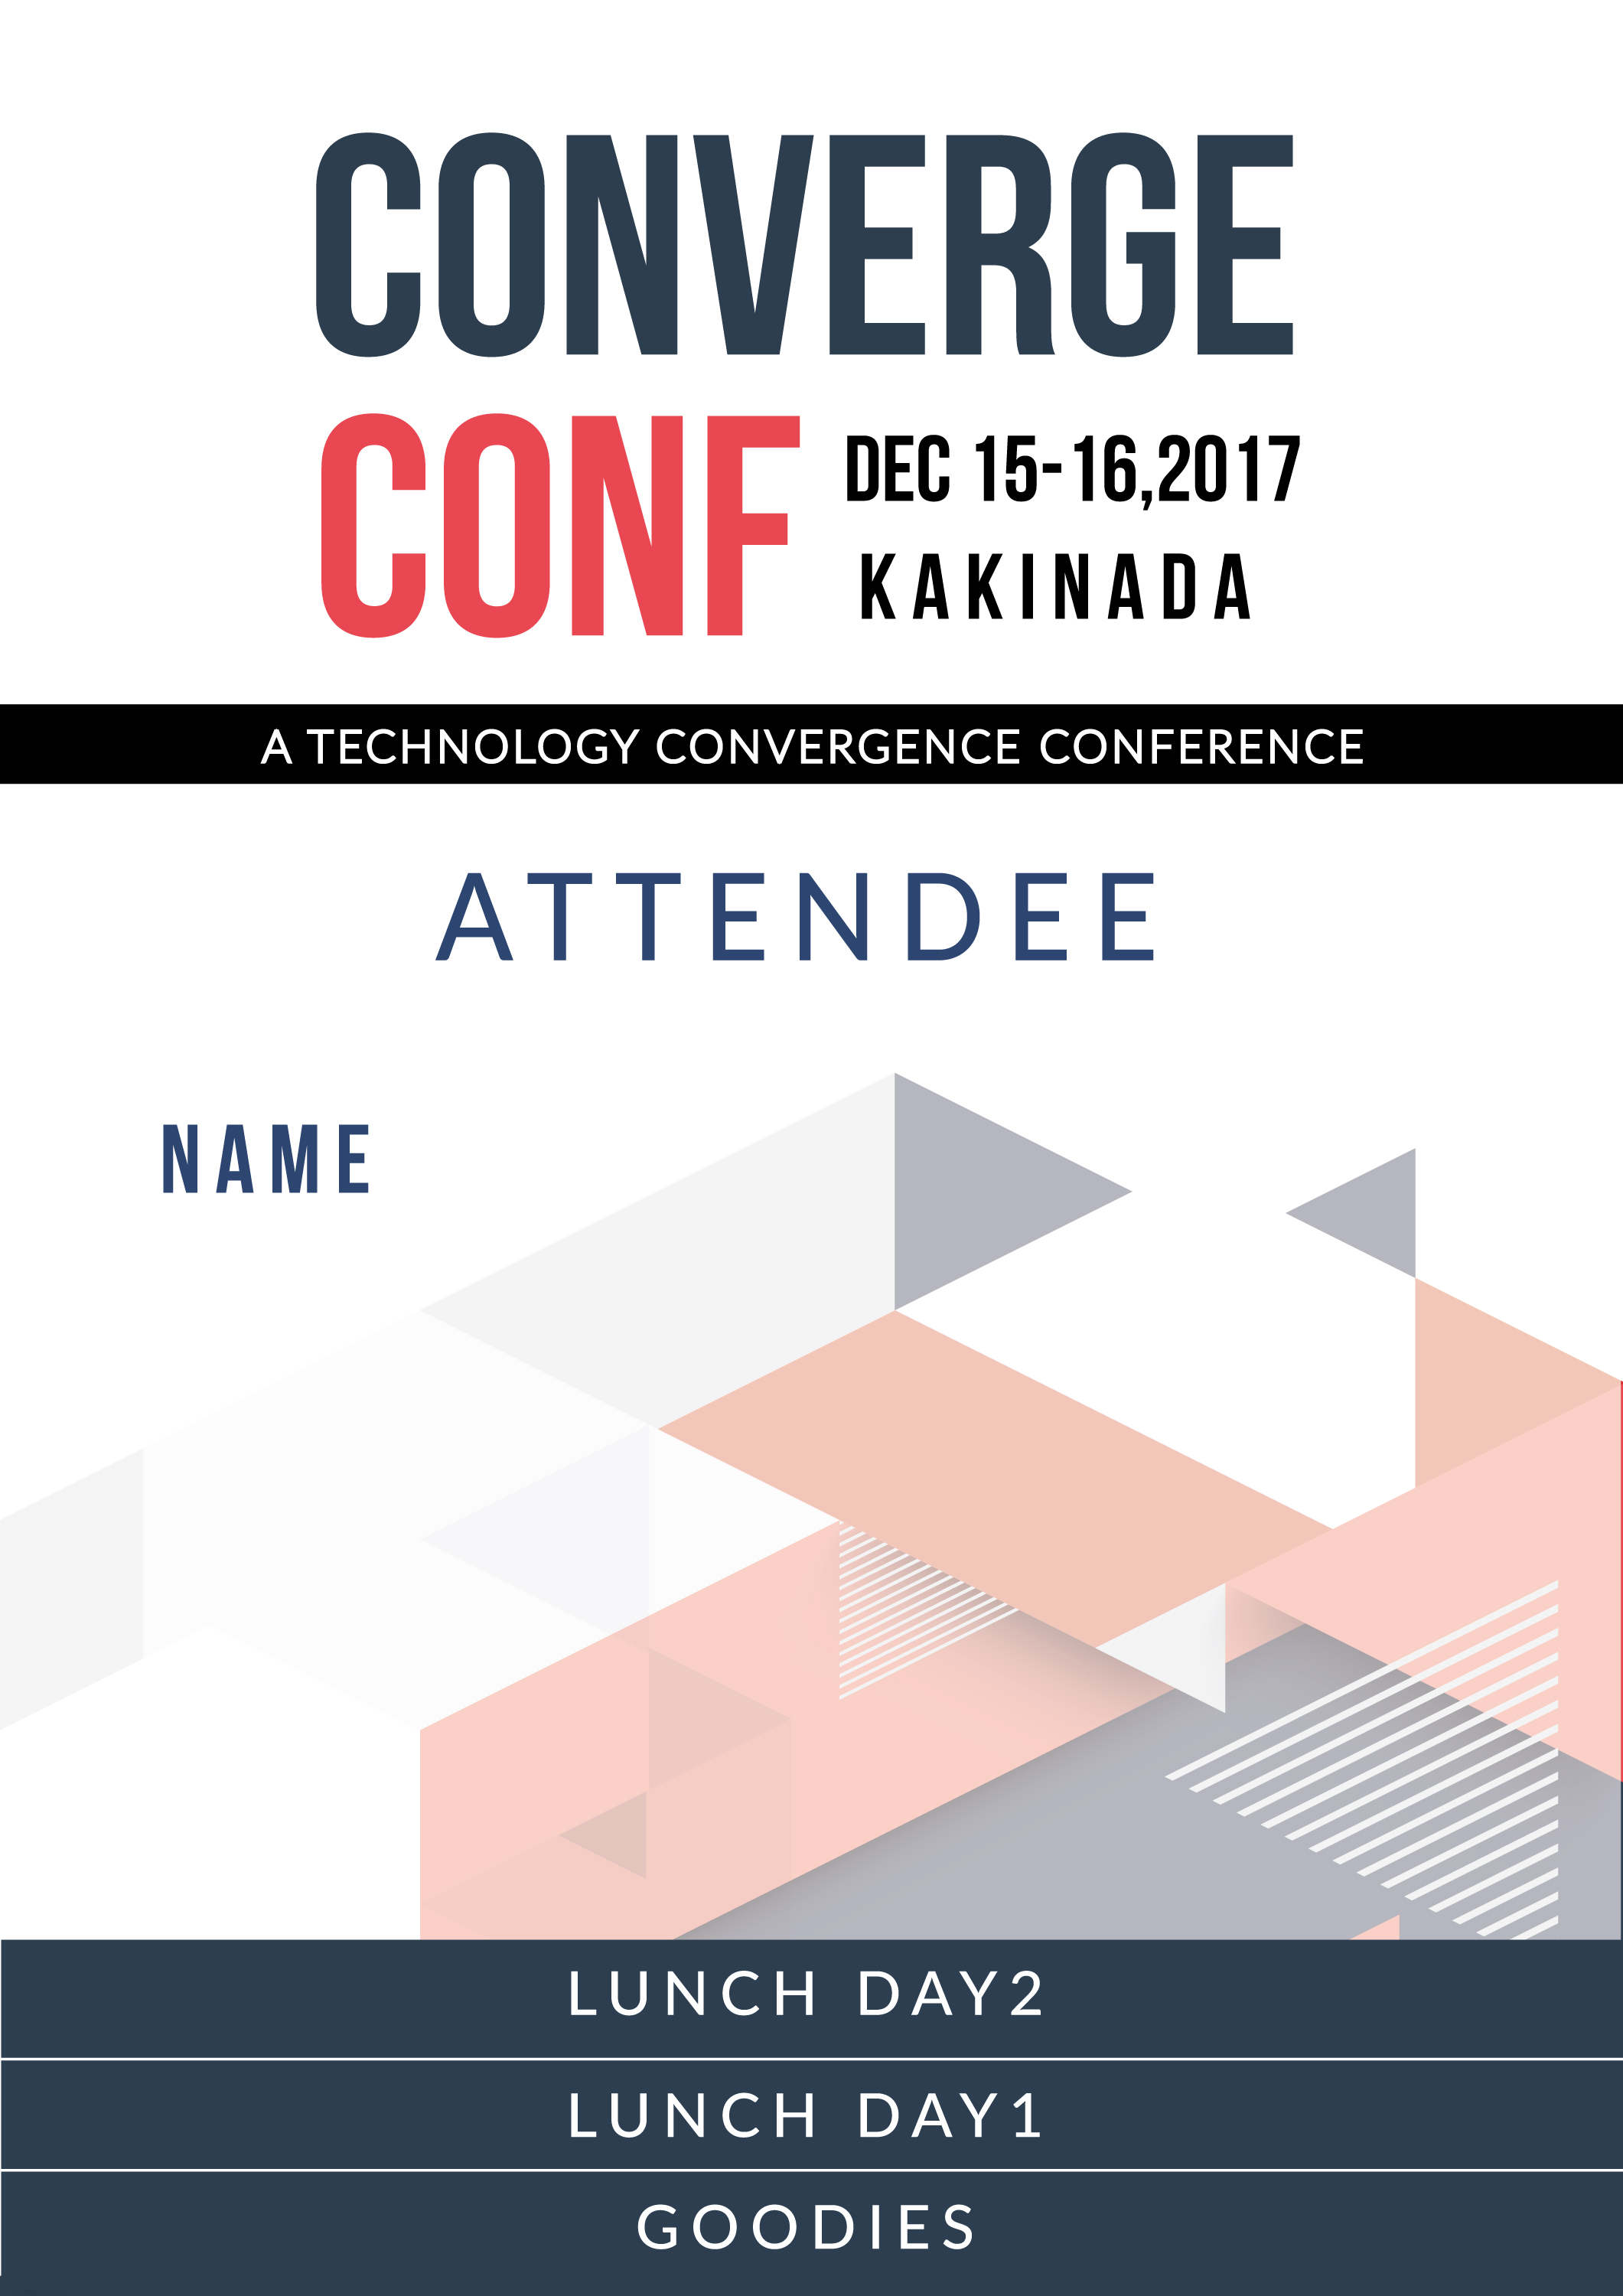 CONVERGE
CONF
DEC 15-16,2017
KAKINADA
A TECHNOLOGY CONVERGENCE CONFERENCE
ATTENDEE
NAME
LUNCH DAY2
LUNCH DAY1
GOODIES